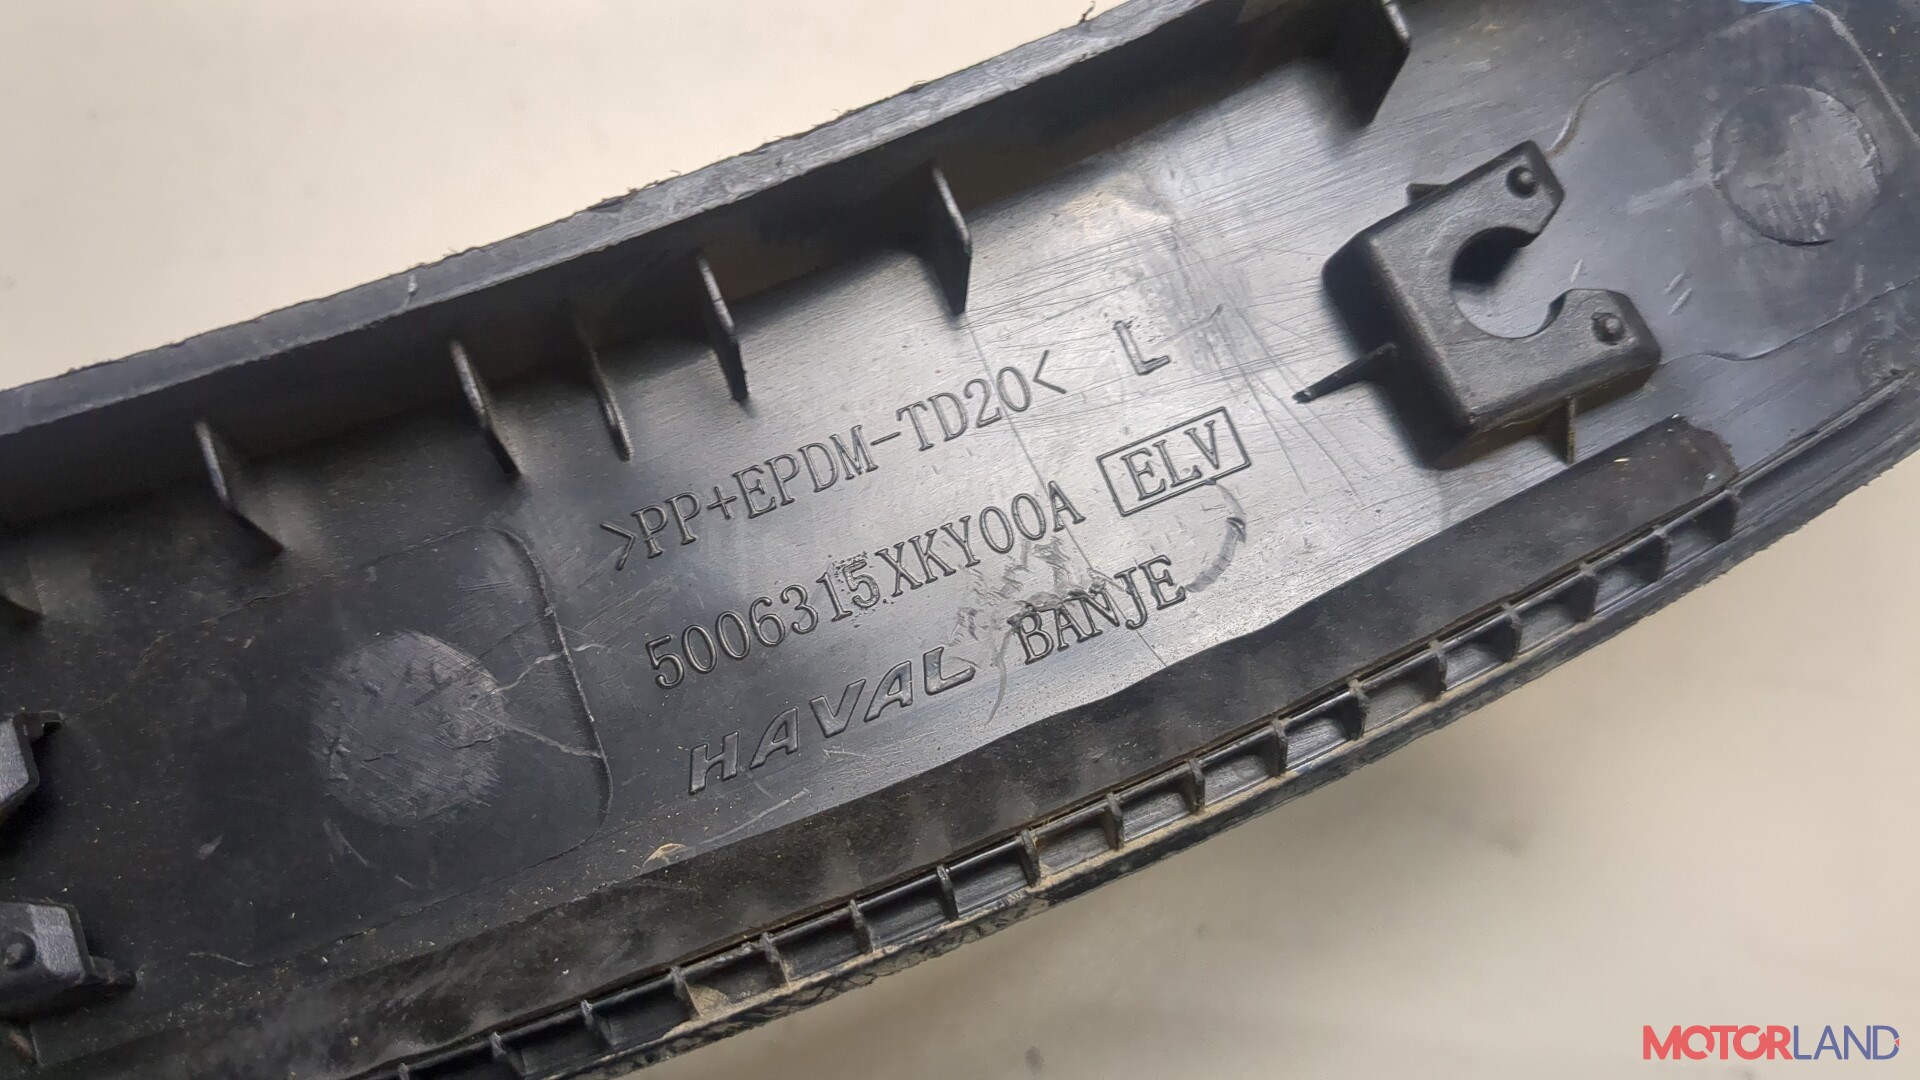 >PP+EPDM-TD20< L
5006315XKY00A ELV
HAVAL BANJE
MOTORLAND